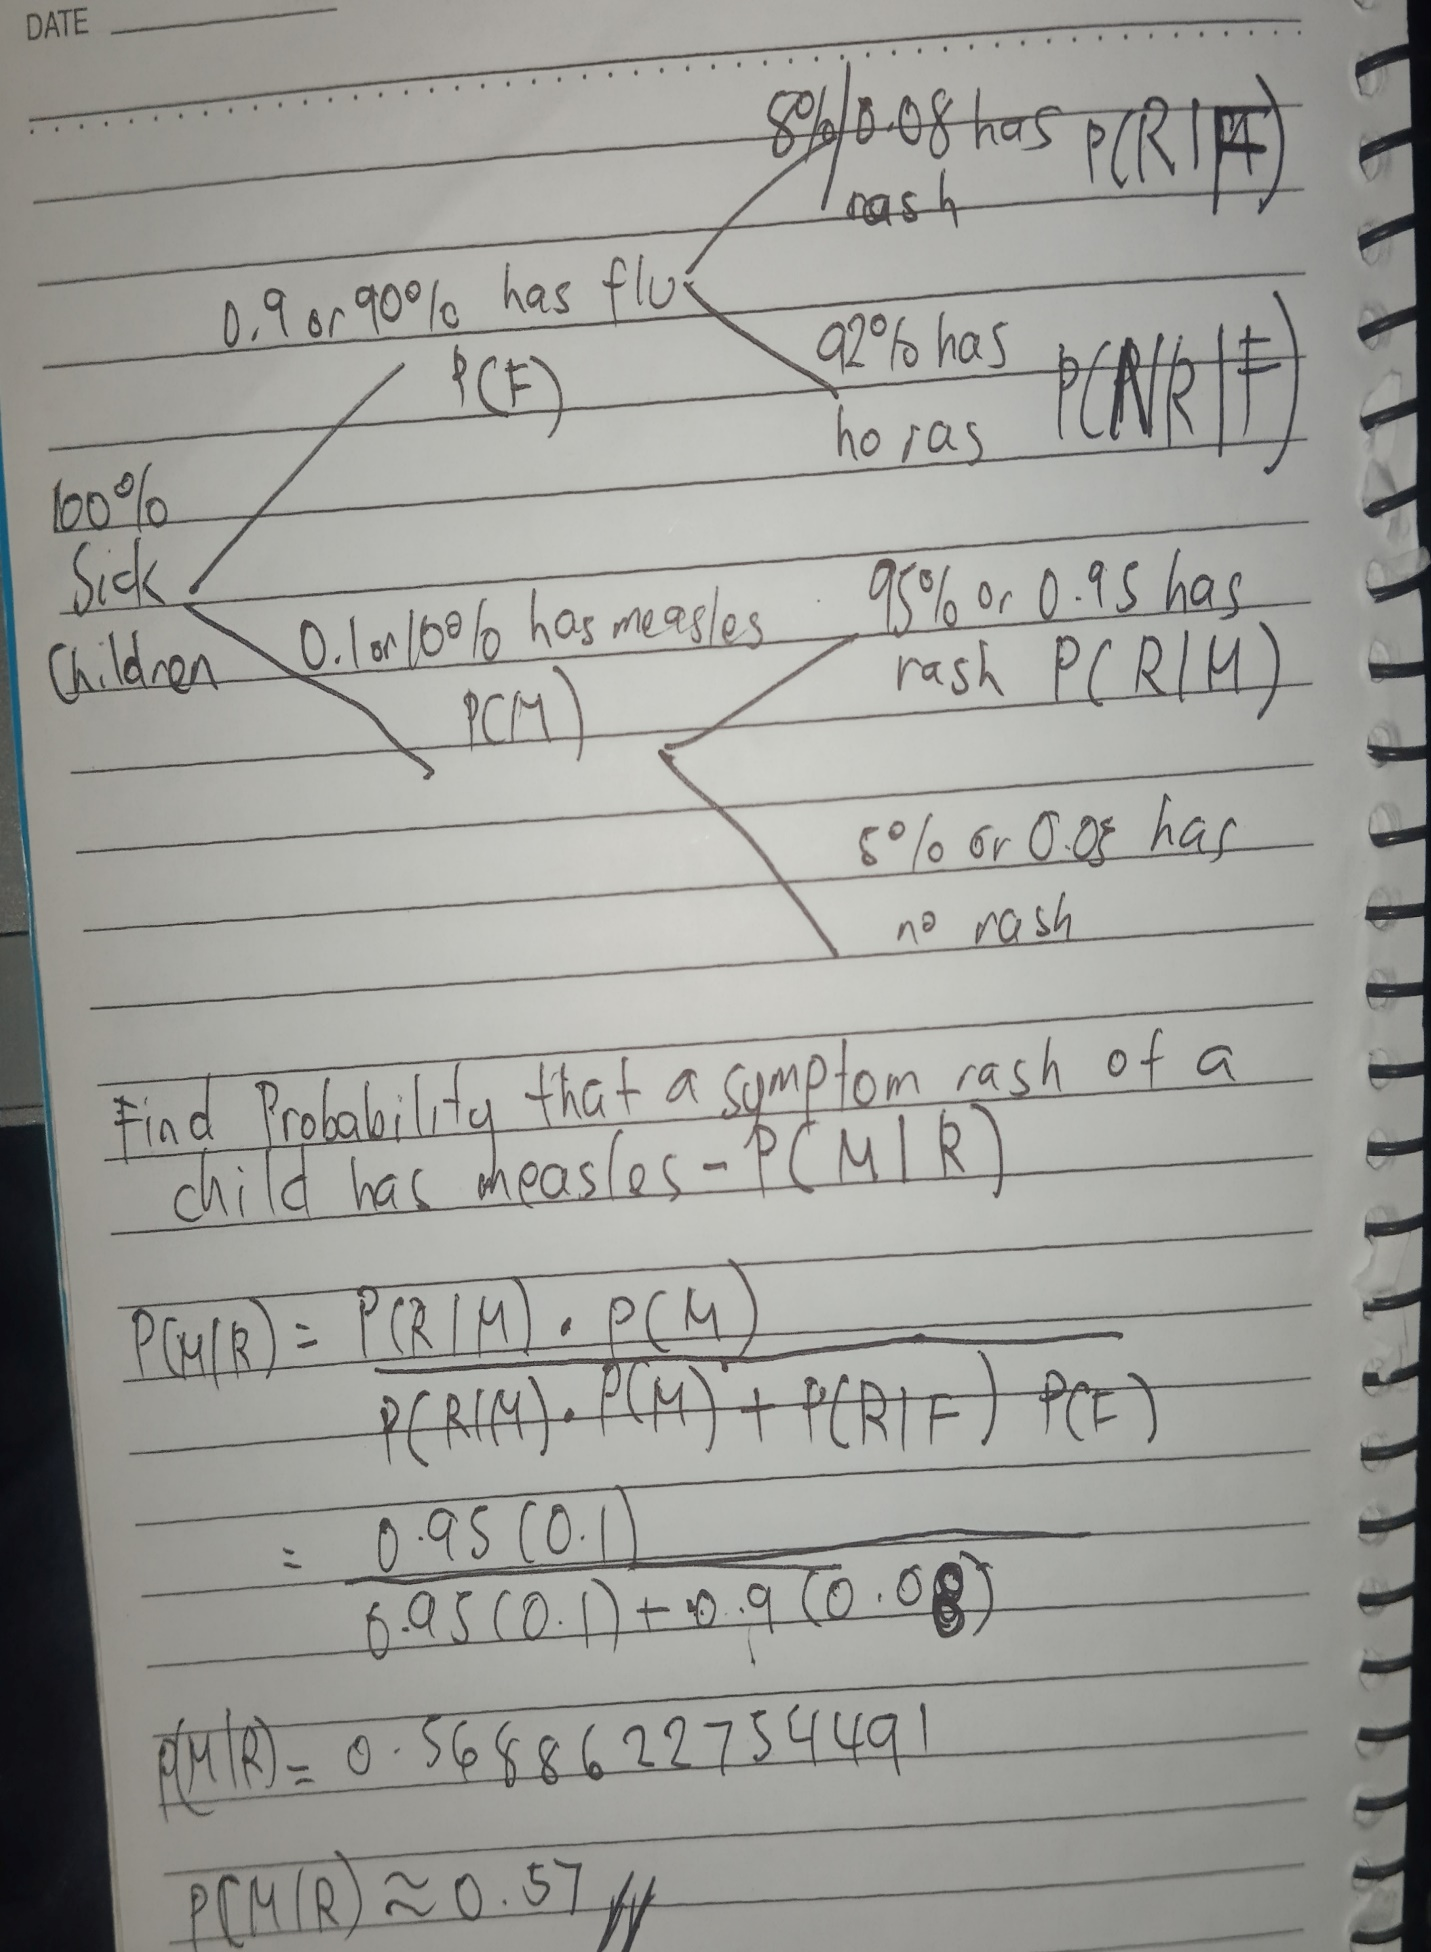 DATE
8%/0.08 has P(R|F)
rash
0.9 or 90% has flu
P(F)
92% has P(NR|F)
no ras
100%
Sick
Children
0.1 or 10% has measles
P(M)
95% or 0.95 has
rash P(R|M)
5% or 0.05 has
no rash
Find Probability that a symptom rash of a
child has measles - P(M|R)
P(M|R) = P(R|M) . P(M)
P(R|M) . P(M) + P(R|F) P(F)
= 0.95 (0.1)
0.95 (0.1) + 0.9 (0.08)
P(M|R) = 0.5688622754491
P(M|R) ≈ 0.57 //